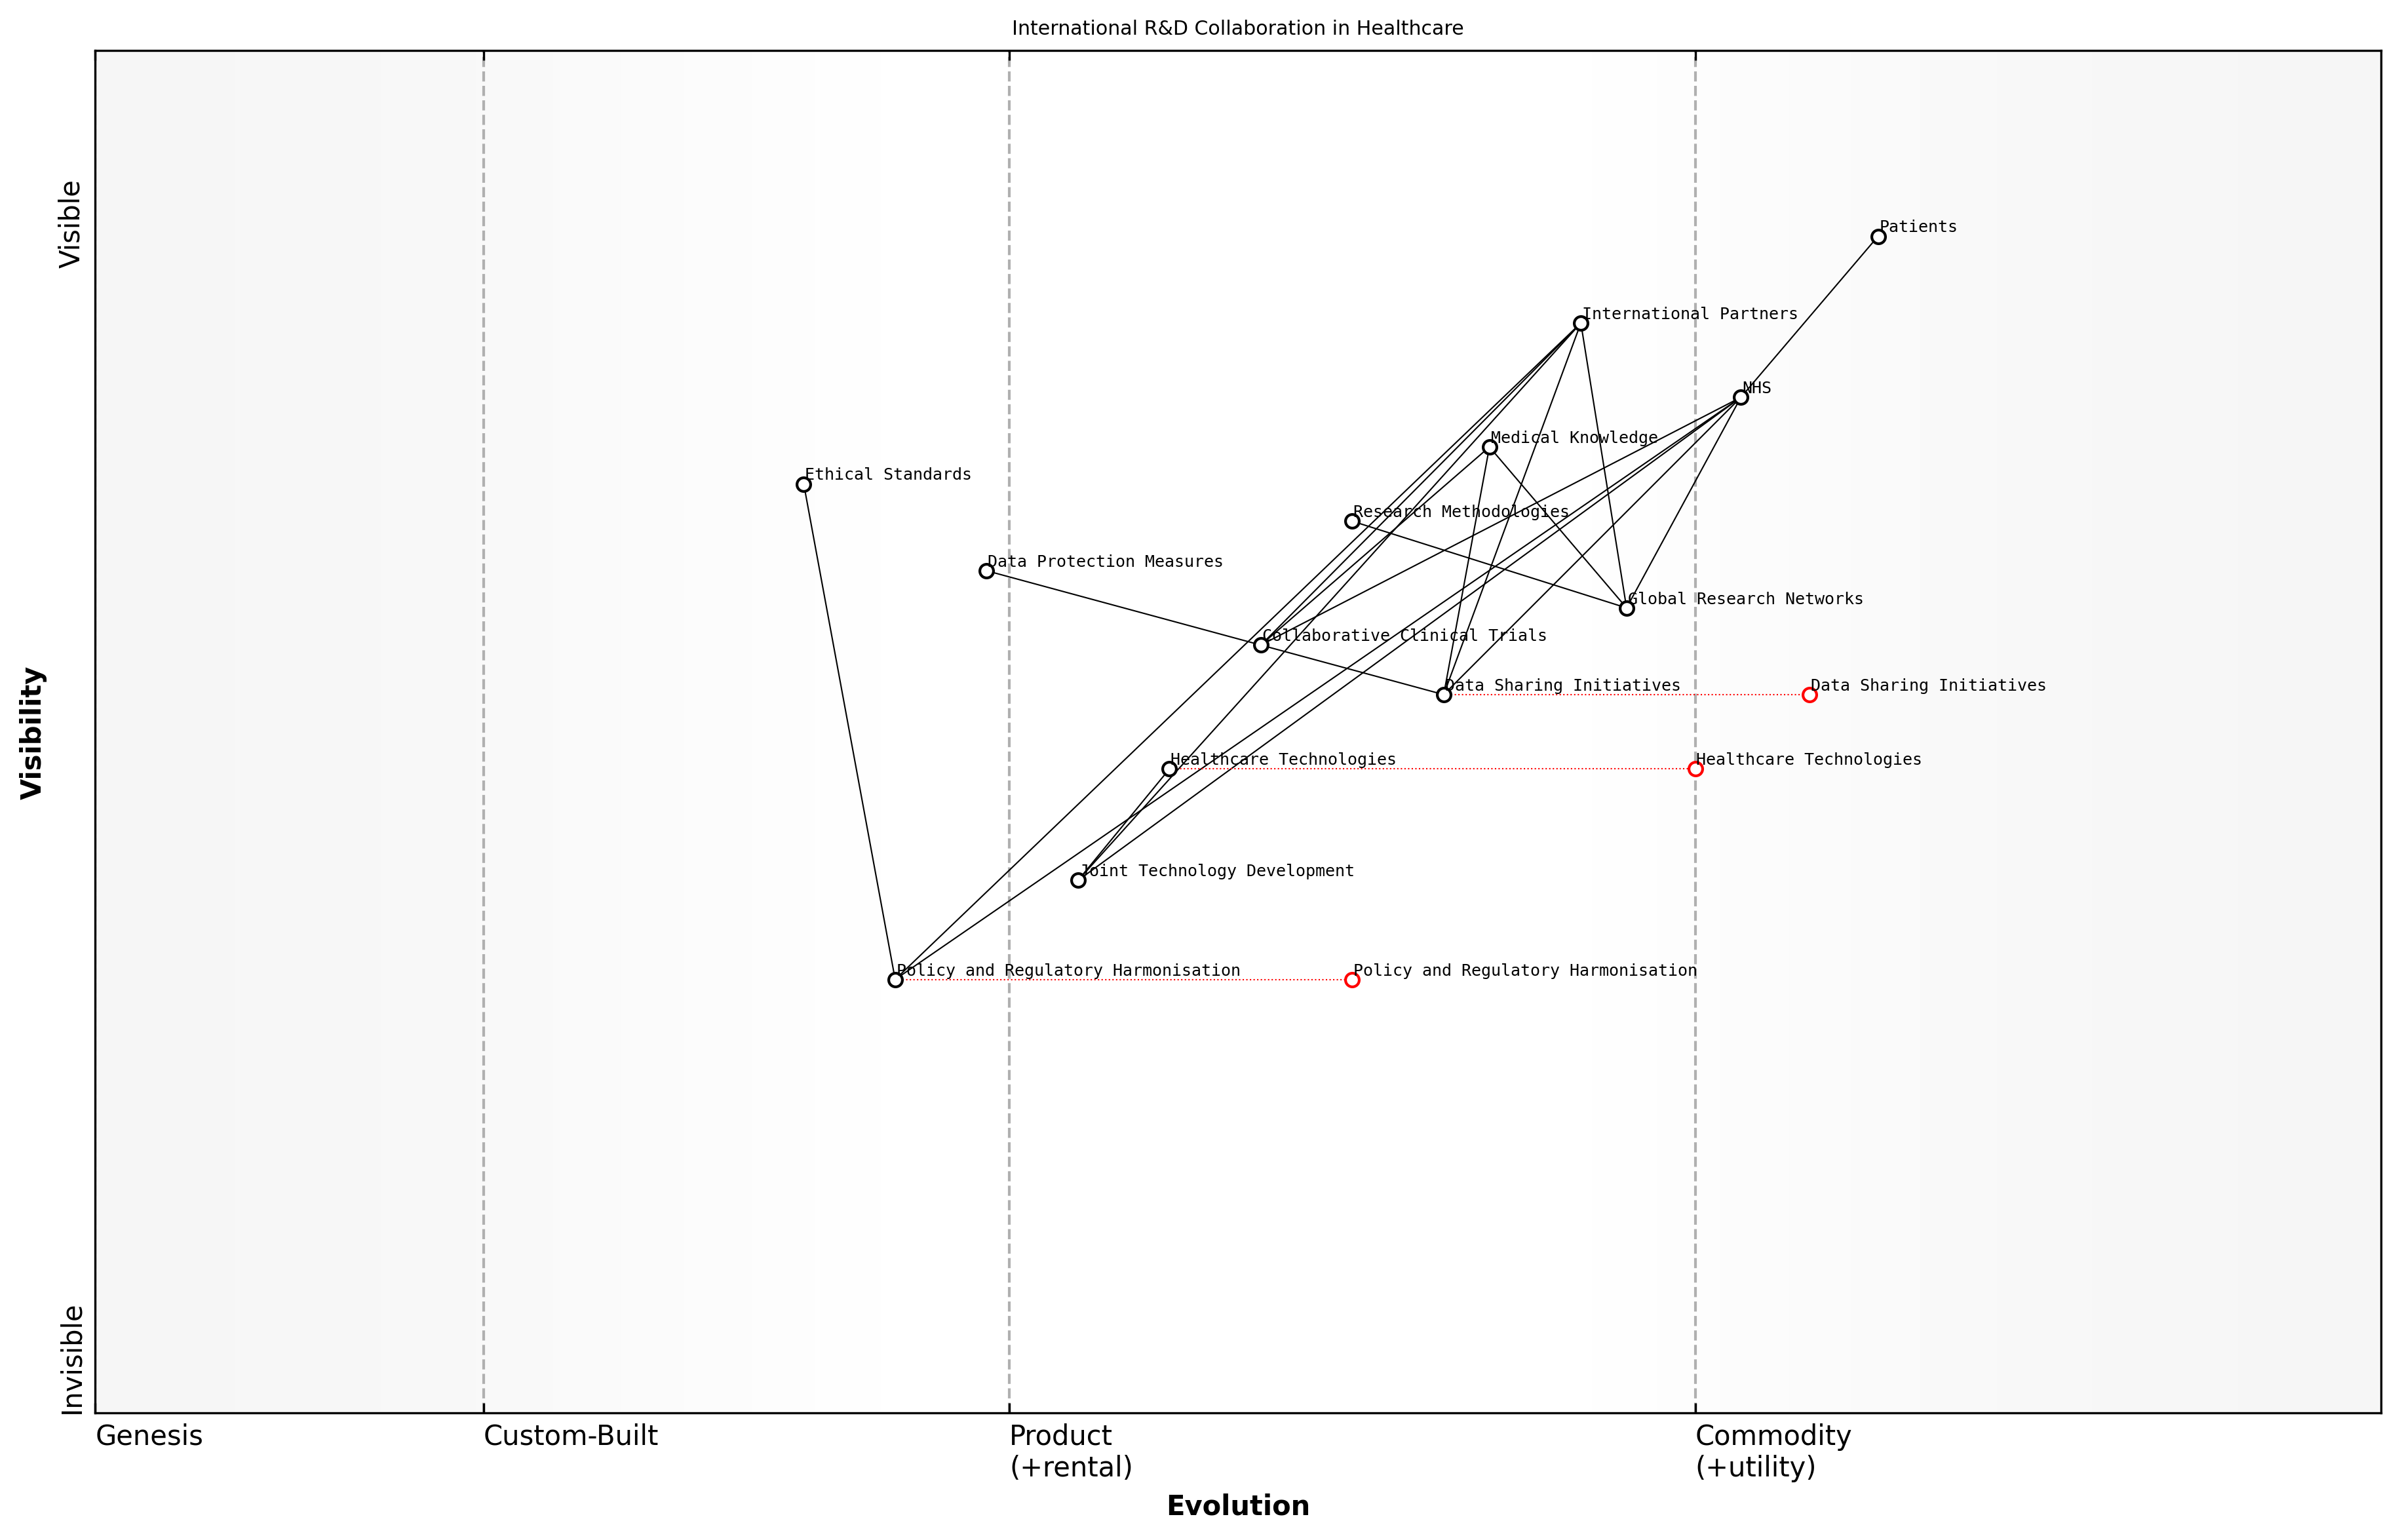 International R&D Collaboration in Healthcare
Visible
Patients
International Partners
NHS
Medical Knowledge
Ethical Standards
Research Methodologies
Data Protection Measures
Global Research Networks
Collaborative Clinical Trials
Data Sharing Initiatives
Data Sharing Initiatives
Healthcare Technologies
Healthcare Technologies
Visibility
Joint Technology Development
Policy and Regulatory Harmonisation
Policy and Regulatory Harmonisation
Invisible
Genesis
Custom-Built
Product
(+rental)
Commodity
(+utility)
Evolution